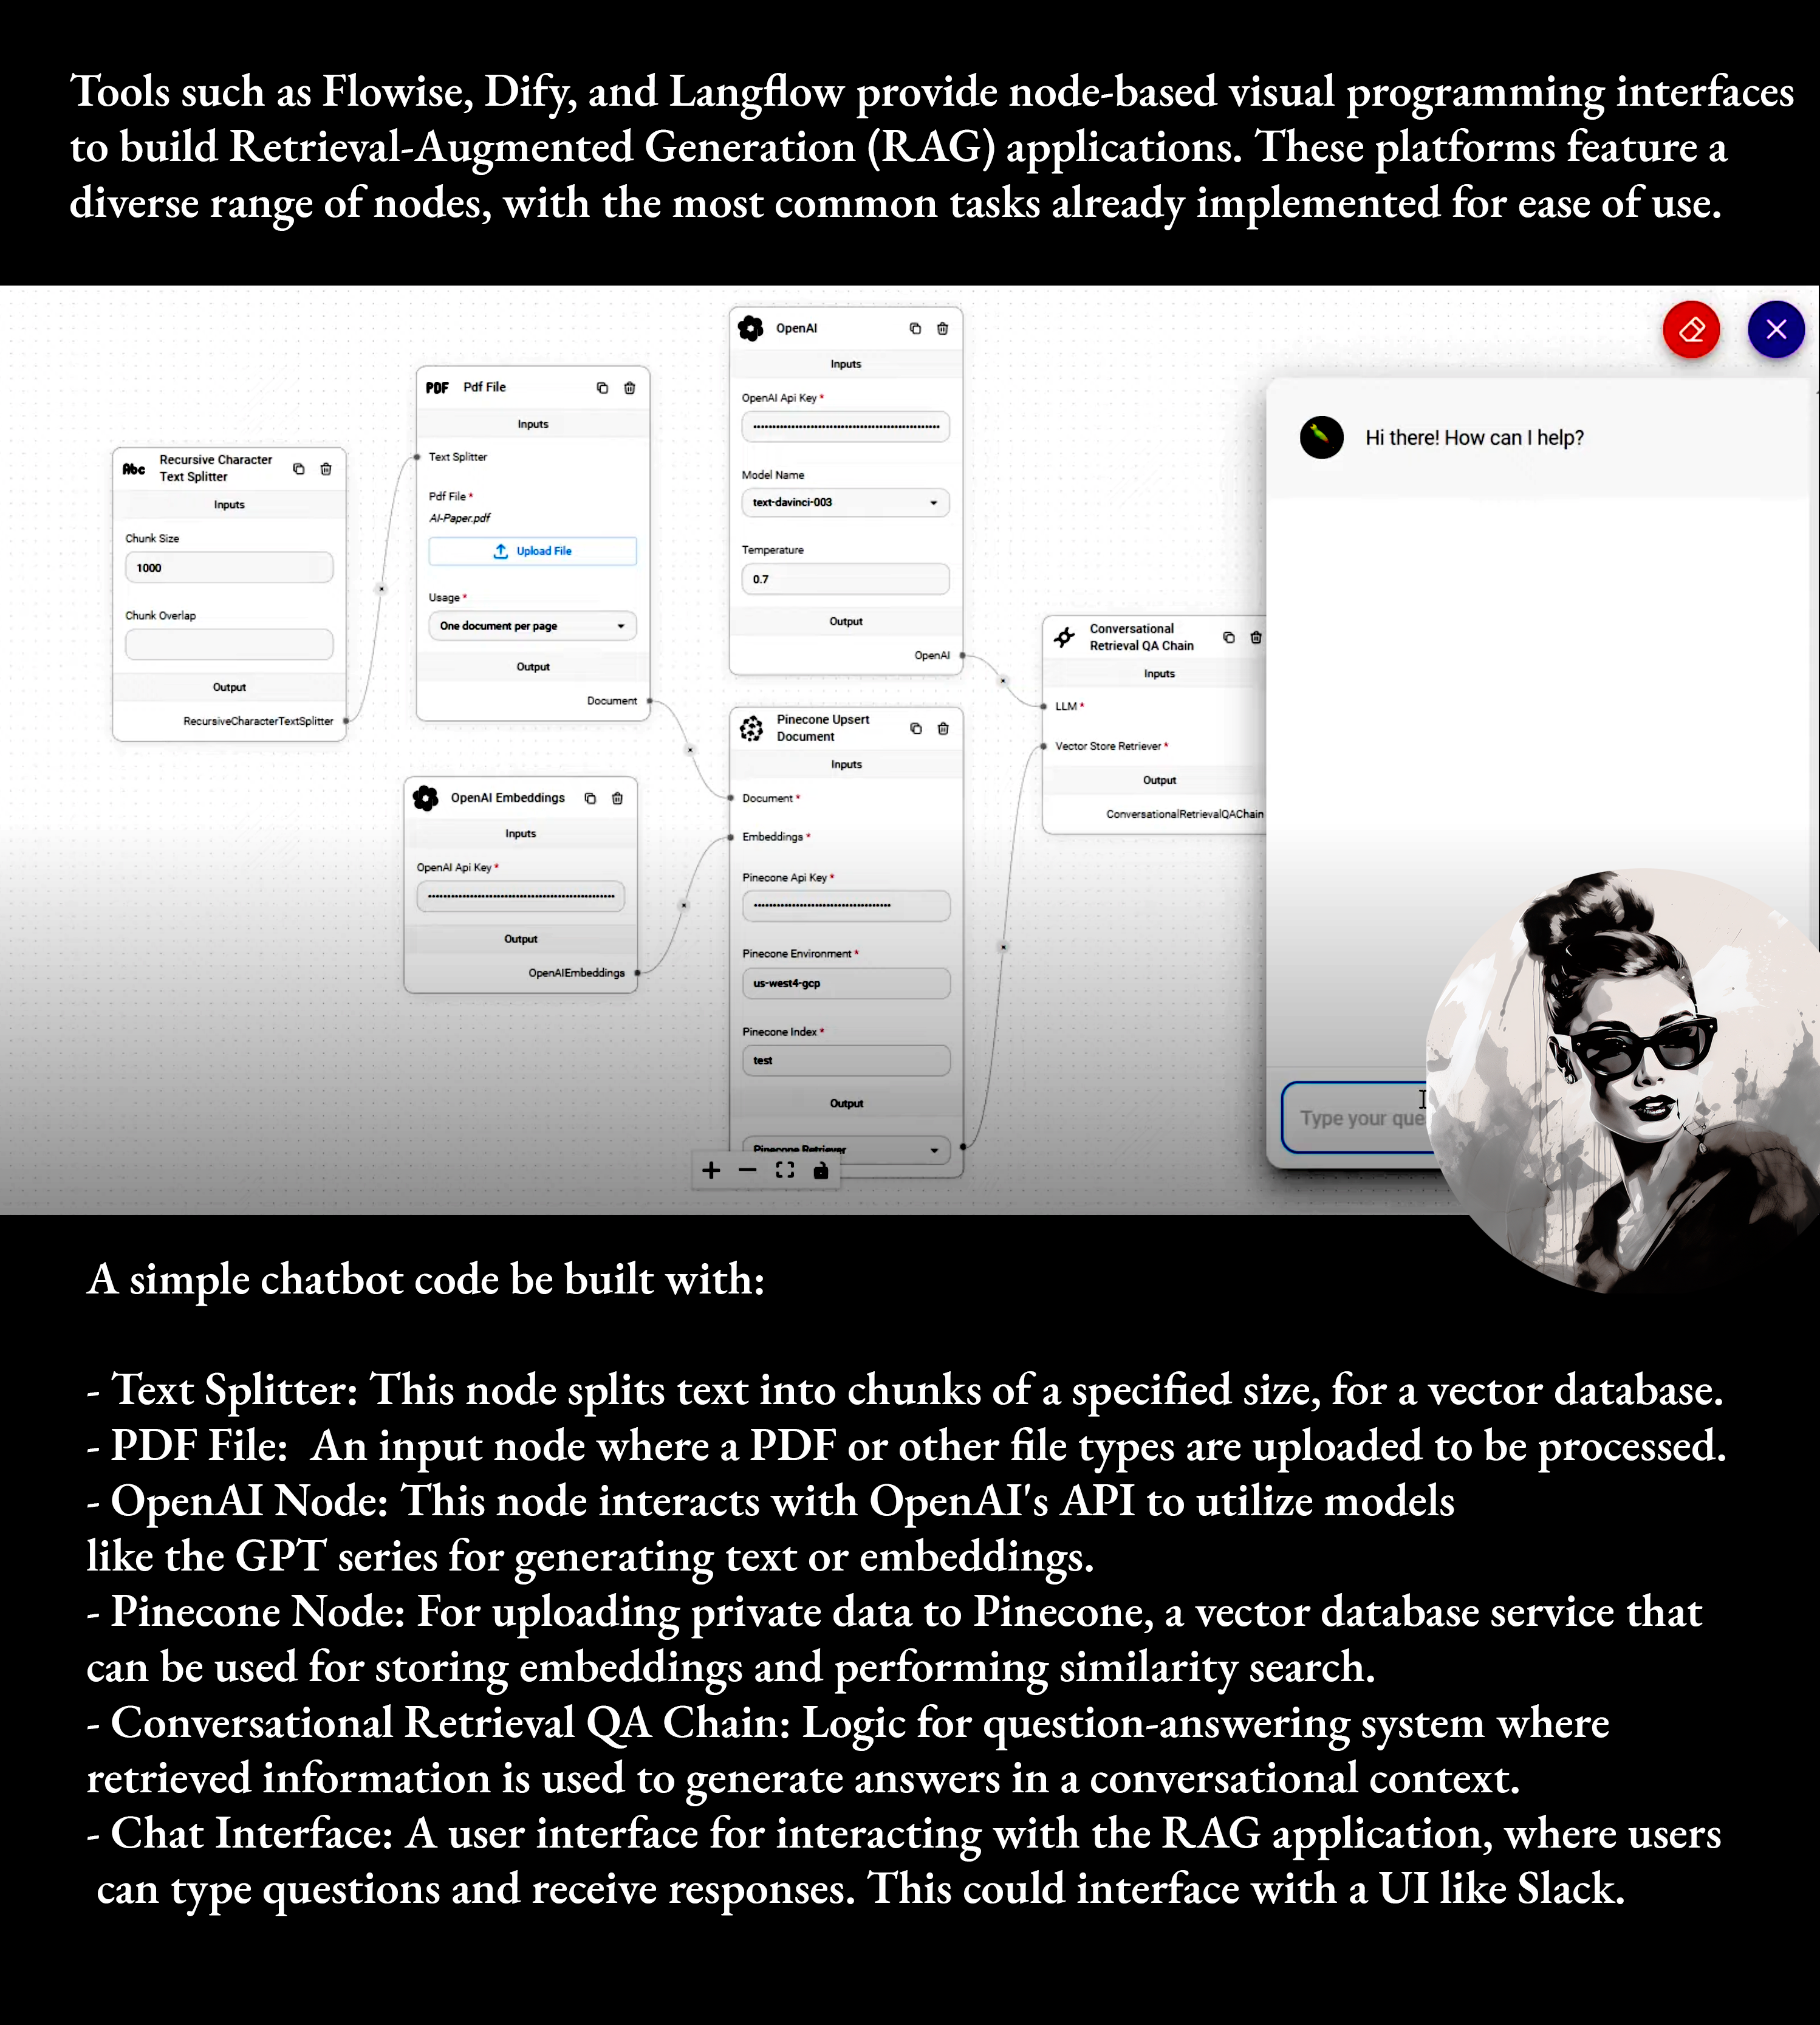 Tools such as Flowise, Dify, and Langflow provide node-based visual programming interfaces
to build Retrieval-Augmented Generation (RAG) applications. These platforms feature a
diverse range of nodes, with the most common tasks already implemented for ease of use.
Abc
Recursive Character
Text Splitter
Inputs
Chunk Size
1000
Chunk Overlap
Output
RecursiveCharacterTextSplitter
PDF
Pdf File
Inputs
Text Splitter
Pdf File *
AI-Paper.pdf
Upload File
Usage *
One document per page
Output
Document
OpenAI Embeddings
Inputs
OpenAI Api Key *
Output
OpenAIEmbeddings
OpenAI
Inputs
OpenAI Api Key *
Model Name
text-davinci-003
Temperature
0.7
Output
OpenAI
Pinecone Upsert
Document
Inputs
Document *
Embeddings *
Pinecone Api Key *
Pinecone Environment *
us-west4-gcp
Pinecone Index *
test
Output
Pinecone Retriever
Conversational
Retrieval QA Chain
Inputs
LLM *
Vector Store Retriever *
Output
ConversationalRetrievalQAChain
Hi there! How can I help?
Type your que
A simple chatbot code be built with:
- Text Splitter: This node splits text into chunks of a specified size, for a vector database.
- PDF File:  An input node where a PDF or other file types are uploaded to be processed.
- OpenAI Node: This node interacts with OpenAI's API to utilize models
like the GPT series for generating text or embeddings.
- Pinecone Node: For uploading private data to Pinecone, a vector database service that
can be used for storing embeddings and performing similarity search.
- Conversational Retrieval QA Chain: Logic for question-answering system where
retrieved information is used to generate answers in a conversational context.
- Chat Interface: A user interface for interacting with the RAG application, where users
can type questions and receive responses. This could interface with a UI like Slack.